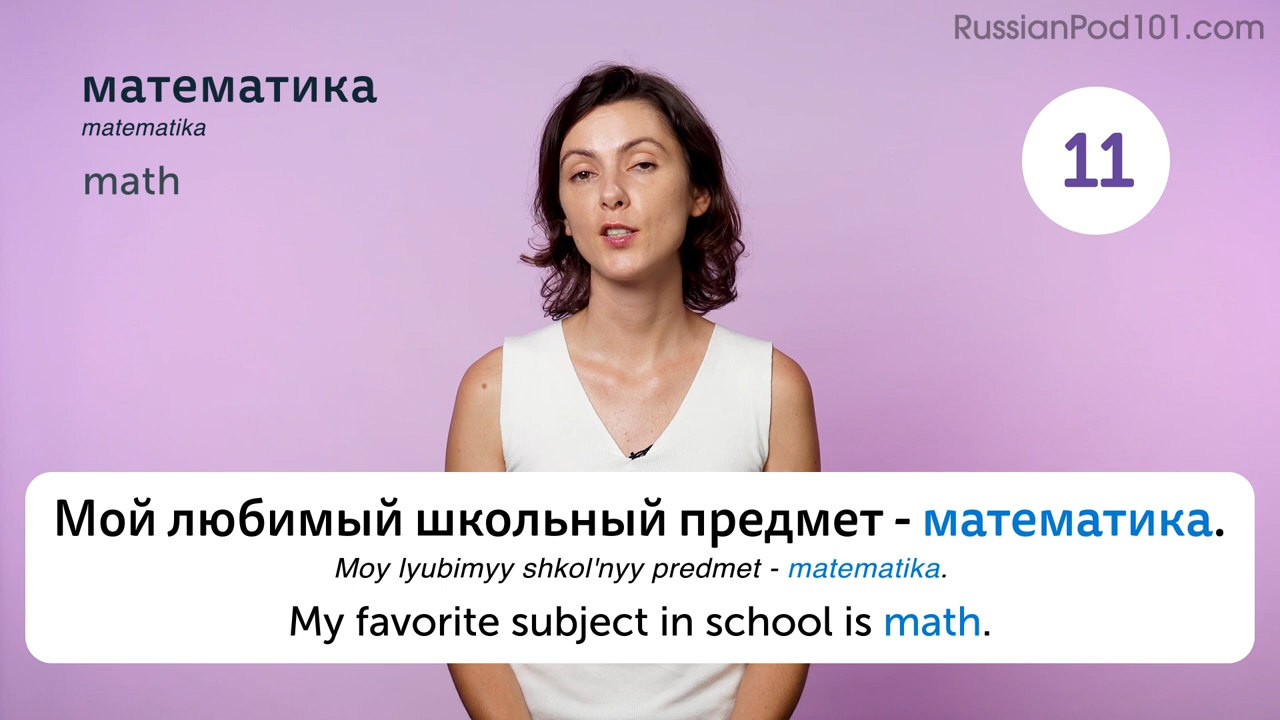 RussianPod101.com
математика
matematika
math
11
Мой любимый школьный предмет - математика.
Moy lyubimyy shkol'nyy predmet - matematika.
My favorite subject in school is math.